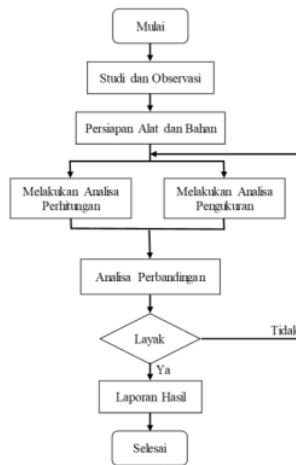 Mulai
Studi dan Observasi
Persiapan Alat dan Bahan
Melakukan Analisa
Perhitungan
Melakukan Analisa
Pengukuran
Analisa Perbandingan
Layak
Tidak
Ya
Laporan Hasil
Selesai